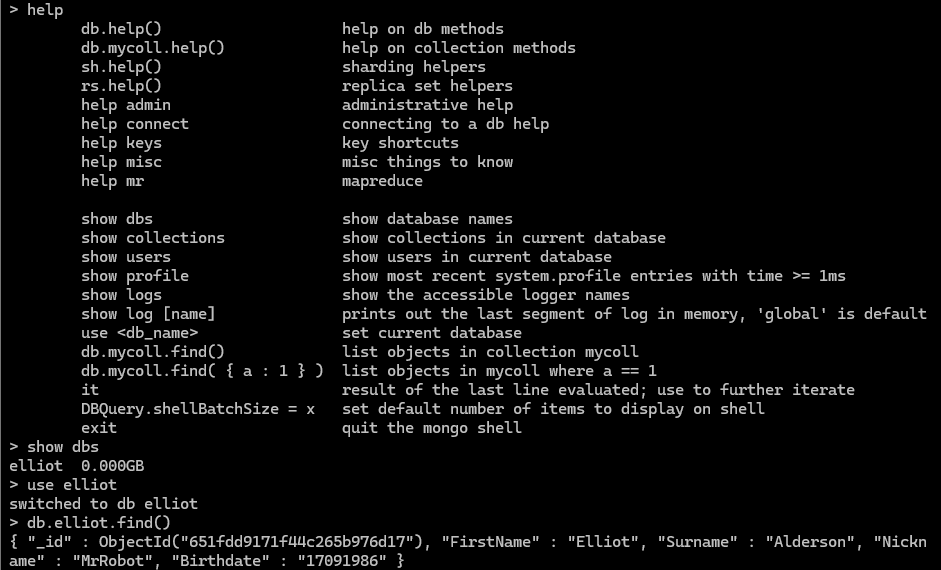 > help
        db.help()                    help on db methods
        db.mycoll.help()             help on collection methods
        sh.help()                    sharding helpers
        rs.help()                    replica set helpers
        help admin                   administrative help
        help connect                 connecting to a db help
        help keys                    key shortcuts
        help misc                    misc things to know
        help mr                      mapreduce

        show dbs                     show database names
        show collections             show collections in current database
        show users                   show users in current database
        show profile                 show most recent system.profile entries with time >= 1ms
        show logs                    show the accessible logger names
        show log [name]              prints out the last segment of log in memory, 'global' is default
        use <db_name>                set current database
        db.mycoll.find()             list objects in collection mycoll
        db.mycoll.find( { a : 1 } )  list objects in mycoll where a == 1
        it                           result of the last line evaluated; use to further iterate
        DBQuery.shellBatchSize = x   set default number of items to display on shell
        exit                         quit the mongo shell
> show dbs
elliot  0.000GB
> use elliot
switched to db elliot
> db.elliot.find()
{ "_id" : ObjectId("651fdd9171f44c265b976d17"), "FirstName" : "Elliot", "Surname" : "Alderson", "Nickn
ame" : "MrRobot", "Birthdate" : "17091986" }